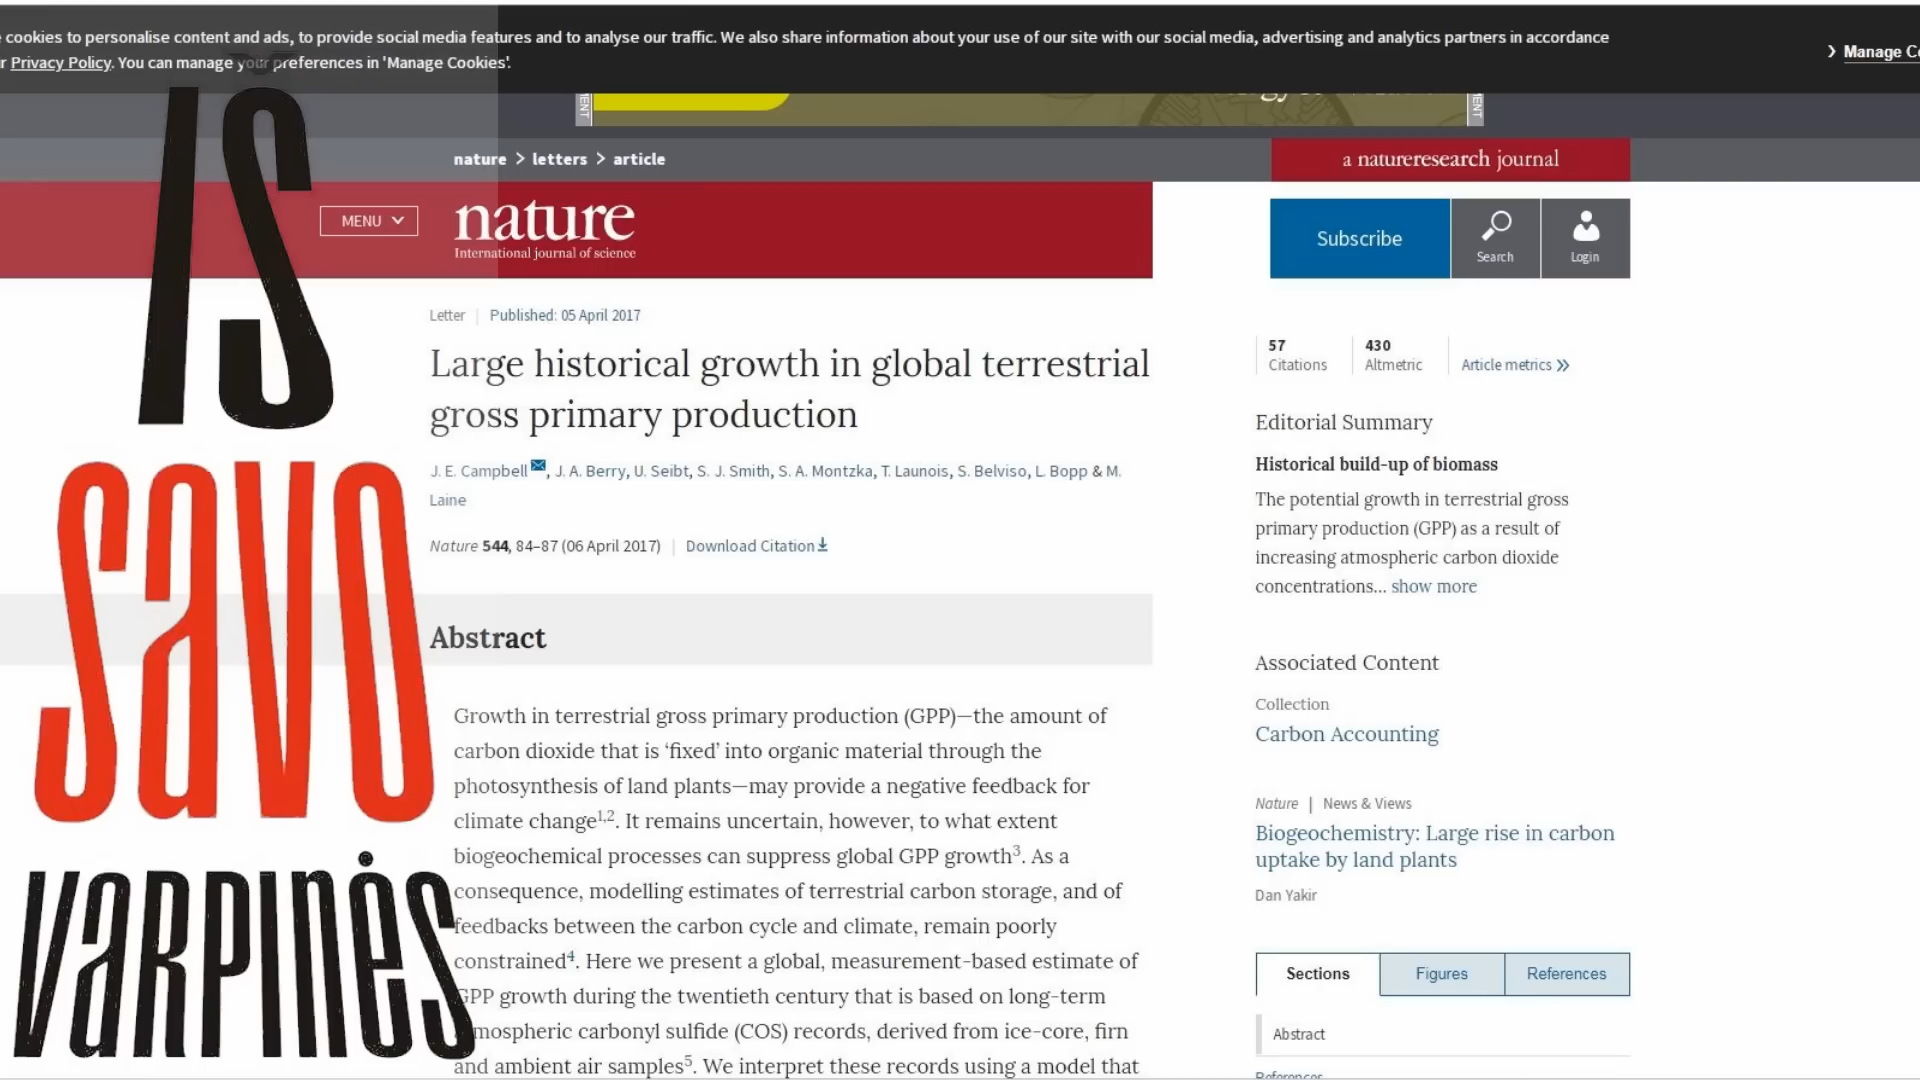 cookies to personalise content and ads, to provide social media features and to analyse our traffic. We also share information about your use of our site with our social media, advertising and analytics partners in accordance
r Privacy Policy. You can manage your preferences in 'Manage Cookies'.
Manage
nature > letters > article
a natureresearch journal
MENU
nature
International journal of science
Subscribe
Search
Login
IŠ
savo
varpinės
Letter | Published: 05 April 2017
Large historical growth in global terrestrial
gross primary production
J. E. Campbell, J. A. Berry, U. Seibt, S. J. Smith, S. A. Montzka, T. Launois, S. Belviso, L. Bopp & M.
Laine
Nature 544, 84–87 (06 April 2017) | Download Citation
Abstract
Growth in terrestrial gross primary production (GPP)—the amount of
carbon dioxide that is ‘fixed’ into organic material through the
photosynthesis of land plants—may provide a negative feedback for
climate change1,2. It remains uncertain, however, to what extent
biogeochemical processes can suppress global GPP growth3. As a
consequence, modelling estimates of terrestrial carbon storage, and of
feedbacks between the carbon cycle and climate, remain poorly
constrained4. Here we present a global, measurement-based estimate of
GPP growth during the twentieth century that is based on long-term
mospheric carbonyl sulfide (COS) records, derived from ice-core, firn
and ambient air samples5. We interpret these records using a model that
57
Citations
430
Altmetric
Article metrics
Editorial Summary
Historical build-up of biomass
The potential growth in terrestrial gross
primary production (GPP) as a result of
increasing atmospheric carbon dioxide
concentrations... show more
Associated Content
Collection
Carbon Accounting
Nature | News & Views
Biogeochemistry: Large rise in carbon
uptake by land plants
Dan Yakir
Sections
Figures
References
Abstract
References